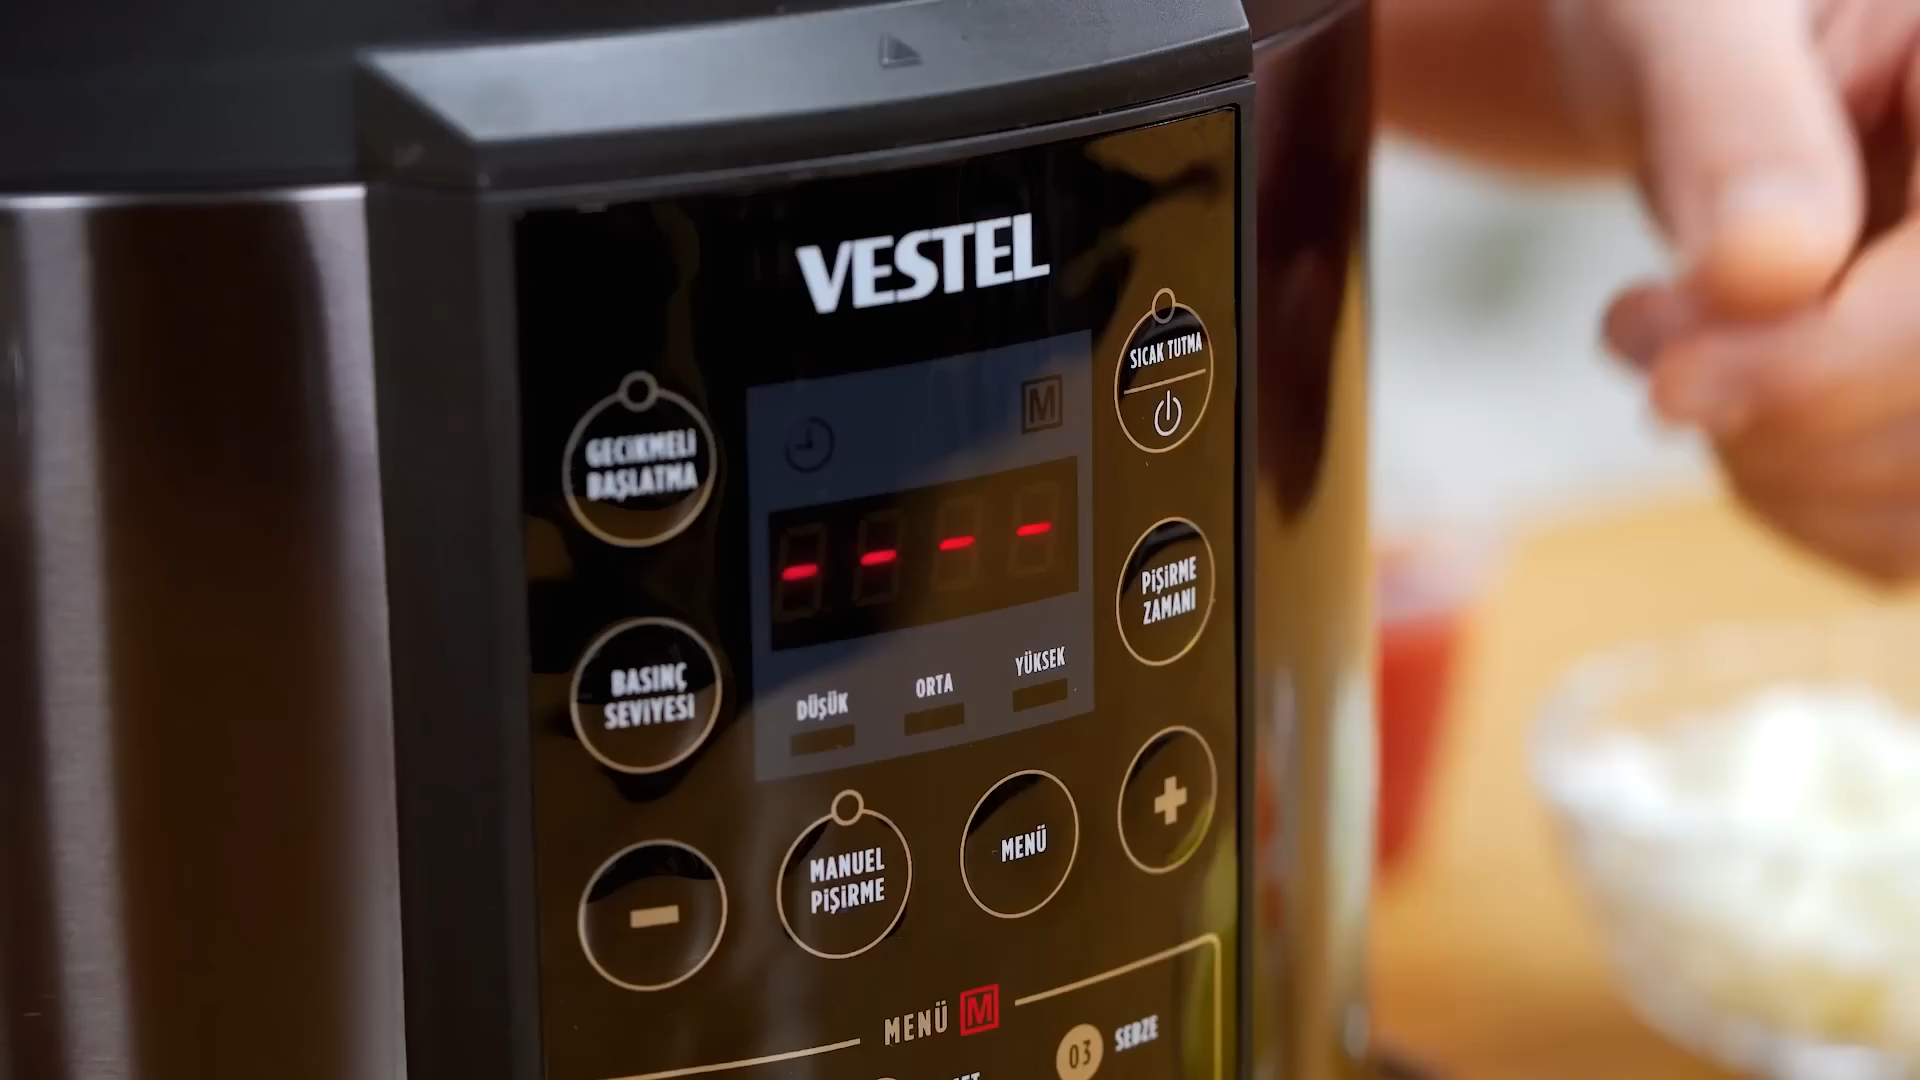 VESTEL
SICAK TUTMA
GECİKMELİ
BAŞLATMA
M
- - - -
PİŞİRME
ZAMANI
BASINÇ
SEVİYESİ
DÜŞÜK
ORTA
YÜKSEK
+
-
MANUEL
PİŞİRME
MENÜ
MENÜ M
03 SEBZE